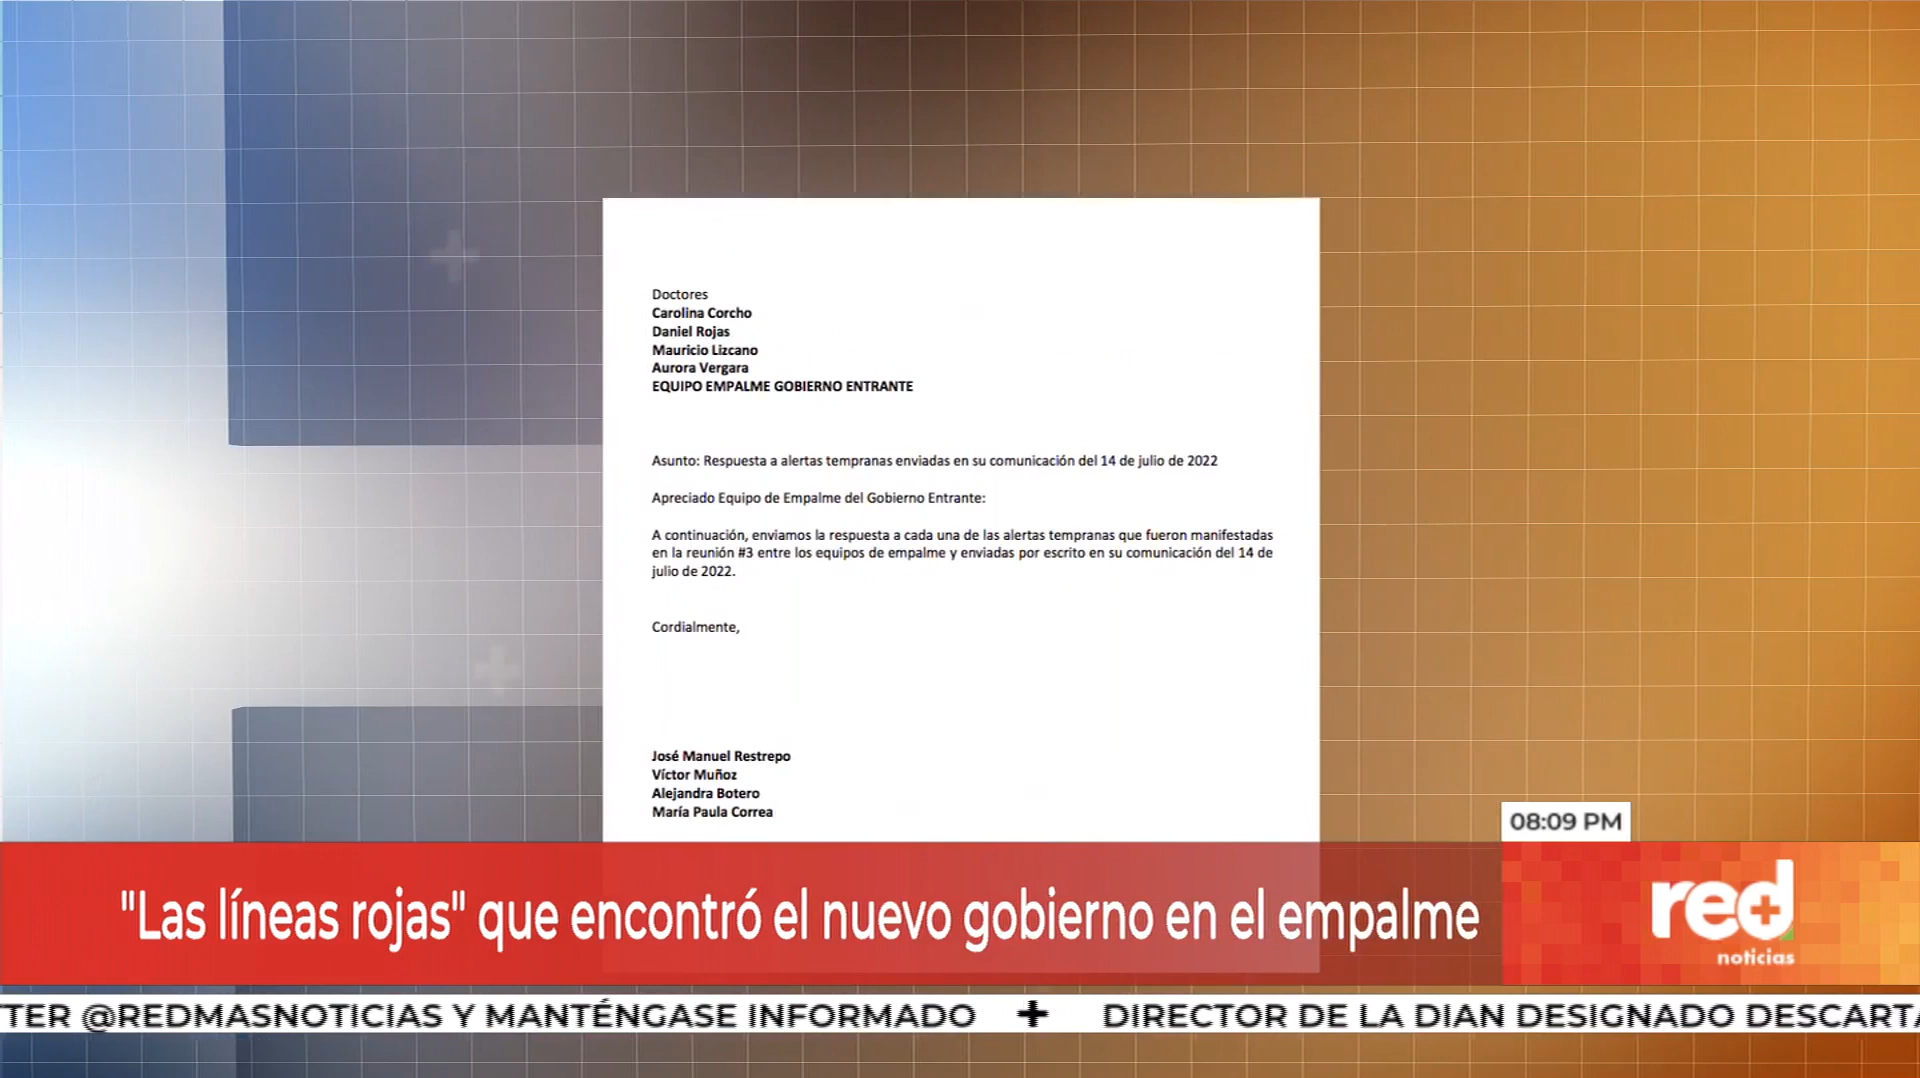 Doctores
Carolina Corcho
Daniel Rojas
Mauricio Lizcano
Aurora Vergara
EQUIPO EMPALME GOBIERNO ENTRANTE
Asunto: Respuesta a alertas tempranas enviadas en su comunicación del 14 de julio de 2022
Apreciado Equipo de Empalme del Gobierno Entrante:
A continuación, enviamos la respuesta a cada una de las alertas tempranas que fueron manifestadas
en la reunión #3 entre los equipos de empalme y enviadas por escrito en su comunicación del 14 de
julio de 2022.
Cordialmente,
José Manuel Restrepo
Víctor Muñoz
Alejandra Botero
María Paula Correa
08:09 PM
"Las líneas rojas" que encontró el nuevo gobierno en el empalme
red+
noticias
TER @REDMASNOTICIAS Y MANTÉNGASE INFORMADO + DIRECTOR DE LA DIAN DESIGNADO DESCARTA